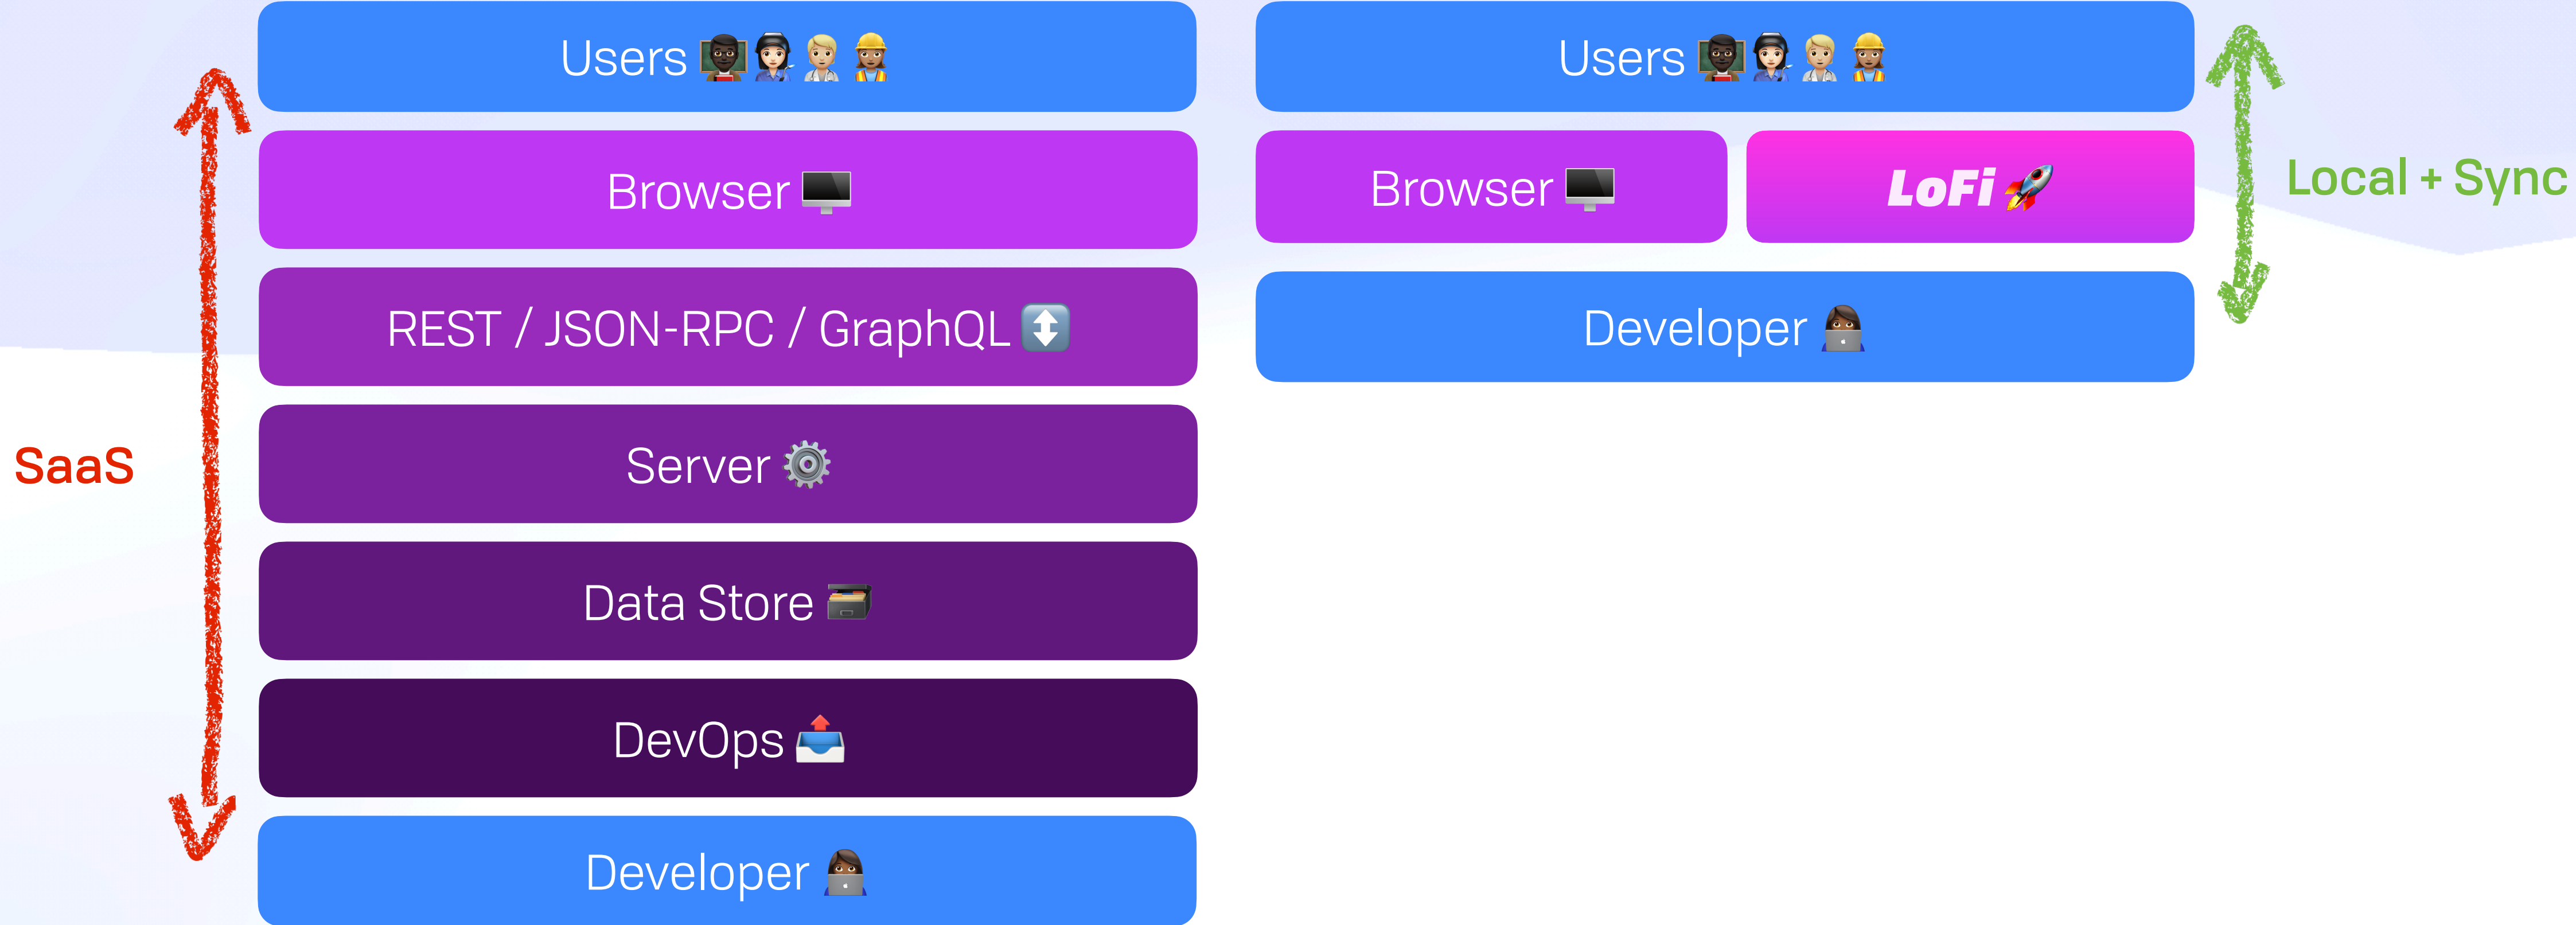 SaaS
Users 👨🏿‍🏫👩🏻‍🏭🧑🏼‍⚕️👷🏽‍♀️
Browser 🖥️
REST / JSON-RPC / GraphQL ↕️
Server ⚙️
Data Store 🗃️
DevOps 📤
Developer 👩🏾‍💻
Users 👨🏿‍🏫👩🏻‍🏭🧑🏼‍⚕️👷🏽‍♀️
Browser 🖥️
LoFi 🚀
Developer 👩🏾‍💻
Local + Sync